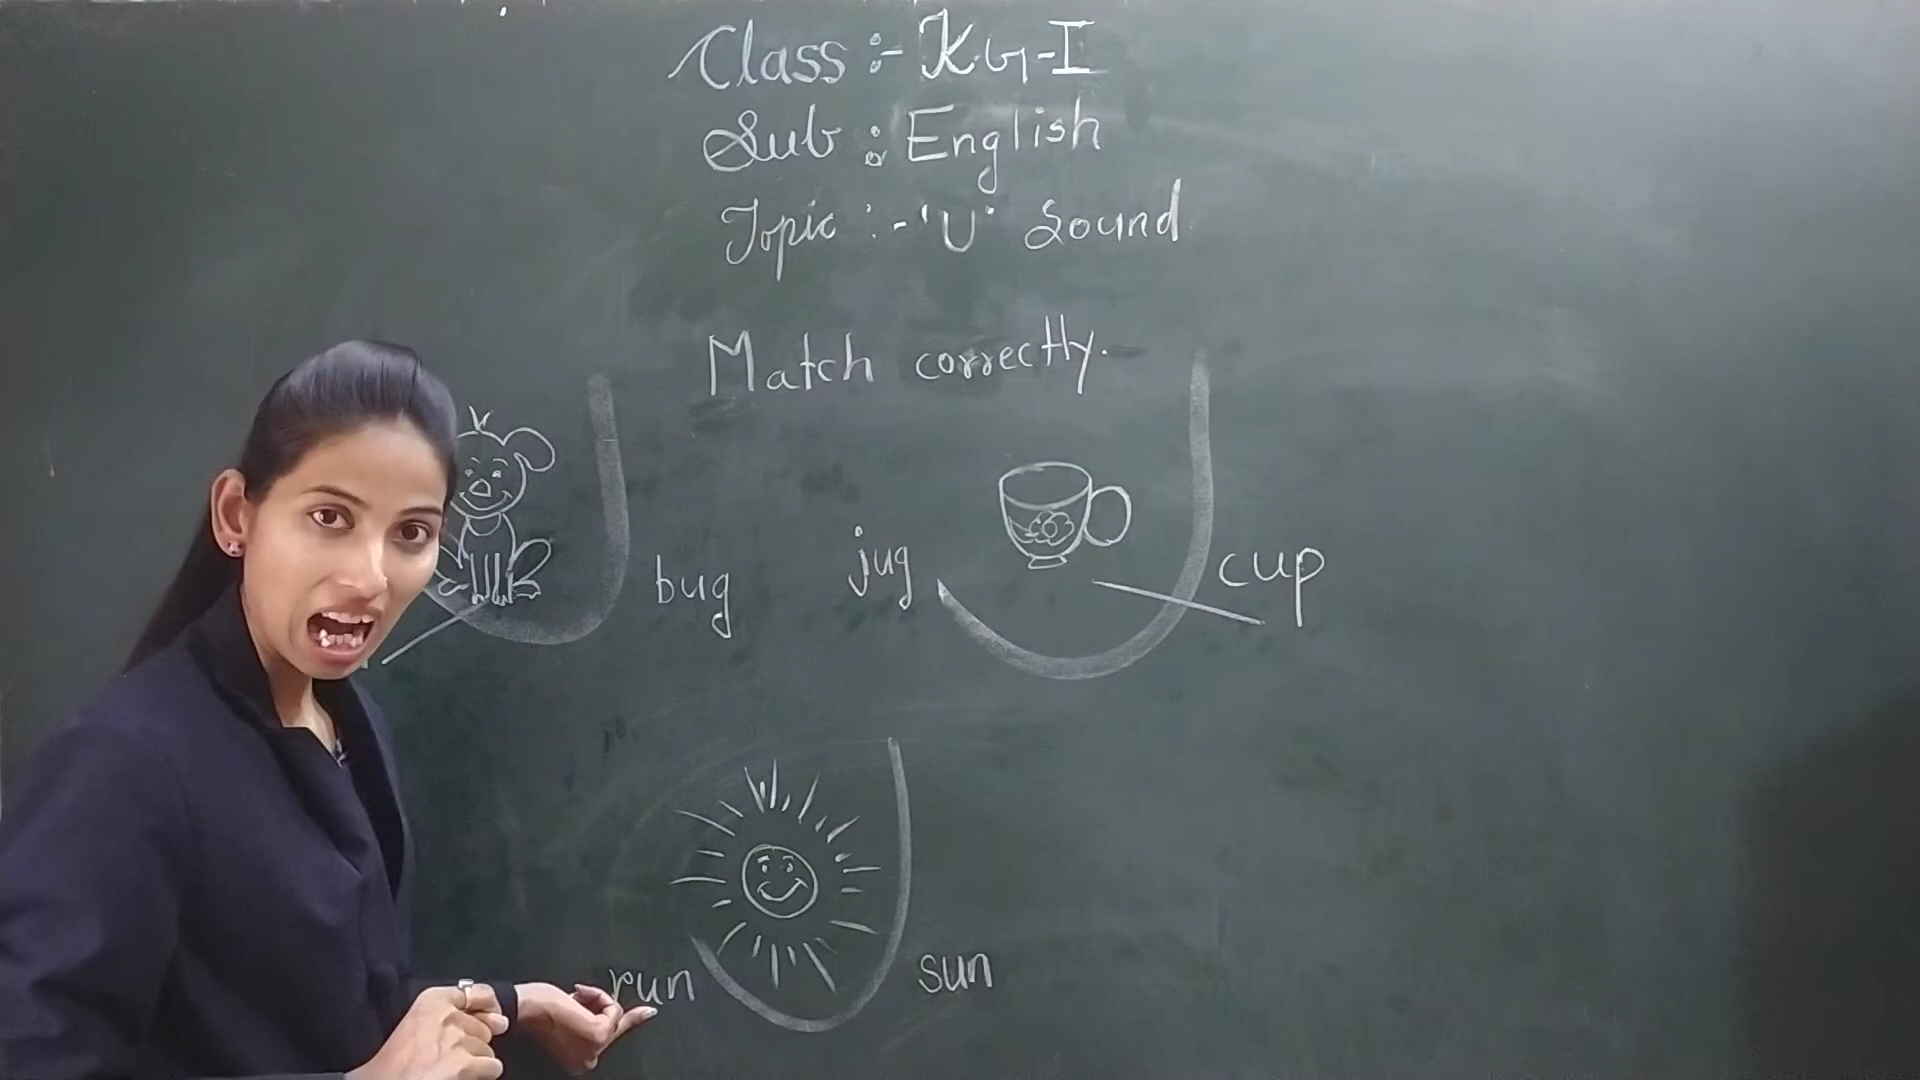 Class :- KG-I
Sub : English
Topic :- 'U' Sound
Match correctly.
bug
jug
cup
run
sun